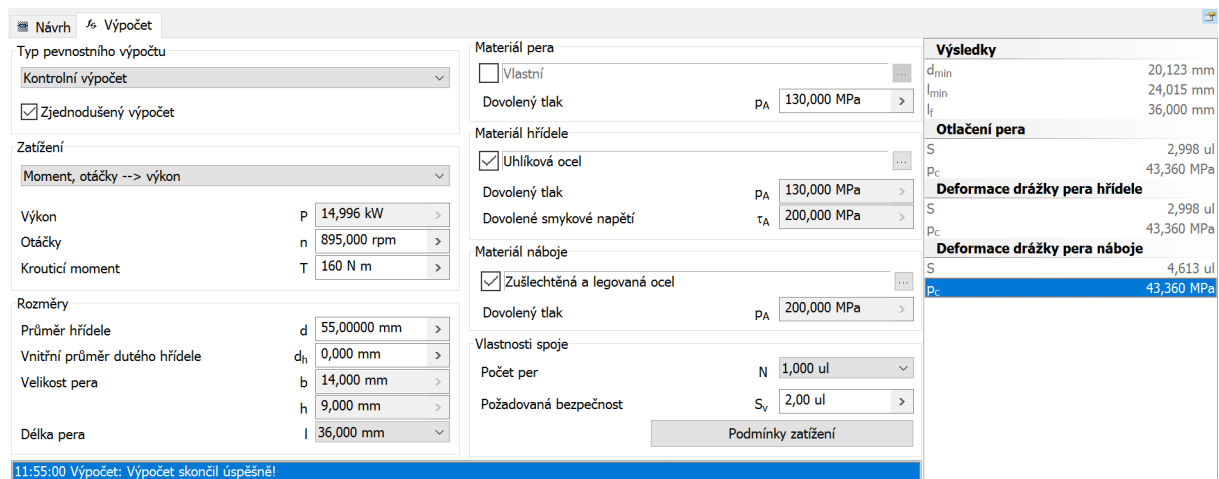 Návrh
Výpočet
Typ pevnostního výpočtu
Kontrolní výpočet
Zjednodušený výpočet
Zatížení
Moment, otáčky --> výkon
Výkon P 14,996 kW
Otáčky n 895,000 rpm
Krouticí moment T 160 N m
Rozměry
Průměr hřídele d 55,00000 mm
Vnitřní průměr dutého hřídele dh 0,000 mm
Velikost pera b 14,000 mm
h 9,000 mm
Délka pera l 36,000 mm
Materiál pera
Vlastní ...
Dovolený tlak pA 130,000 MPa
Materiál hřídele
Uhlíková ocel ...
Dovolený tlak pA 130,000 MPa
Dovolené smykové napětí τA 200,000 MPa
Materiál náboje
Zušlechtěná a legovaná ocel ...
Dovolený tlak pA 200,000 MPa
Vlastnosti spoje
Počet per N 1,000 ul
Požadovaná bezpečnost Sv 2,00 ul
Podmínky zatížení
Výsledky
dmin 20,123 mm
lmin 24,015 mm
lf 36,000 mm
Otlačení pera
S 2,998 ul
pc 43,360 MPa
Deformace drážky pera hřídele
S 2,998 ul
pc 43,360 MPa
Deformace drážky pera náboje
S 4,613 ul
pc 43,360 MPa
11:55:00 Výpočet: Výpočet skončil úspěšně!